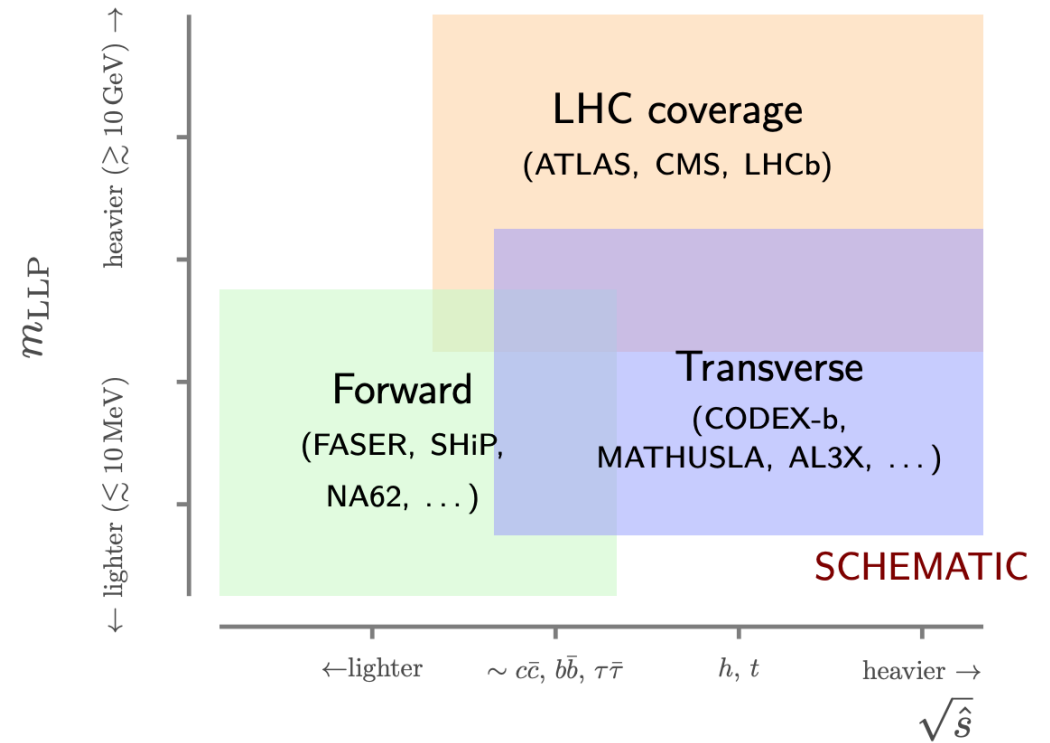 heavier (≳ 10 GeV) →
m_LLP
← lighter (≲ 10 MeV)
LHC coverage
(ATLAS, CMS, LHCb)
Forward
(FASER, SHiP,
NA62, ...)
Transverse
(CODEX-b,
MATHUSLA, AL3X, ...)
SCHEMATIC
←lighter
∼ cc̄, bb̄, ττ̄
h, t
heavier →
√ŝ